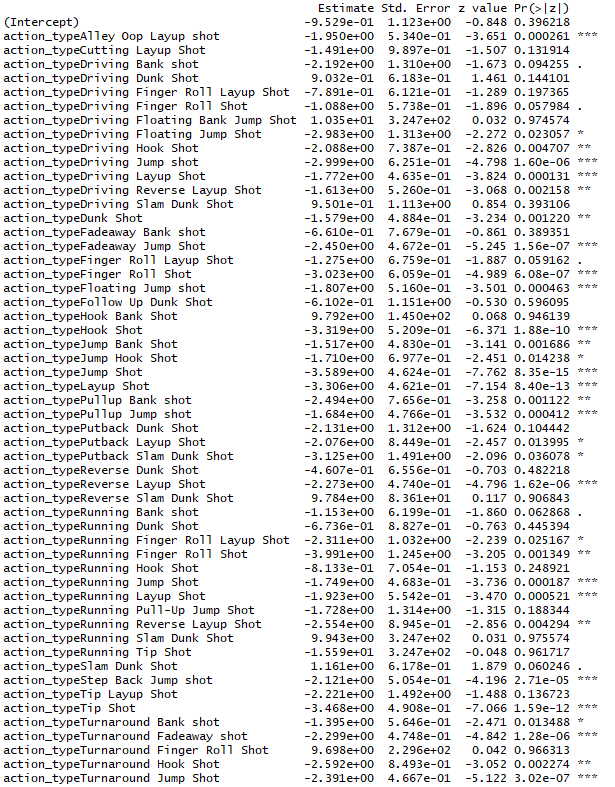 Estimate Std. Error z value Pr(>|z|)
(Intercept) -9.529e-01 1.123e+00 -0.848 0.396218
action_typeAlley Oop Layup shot -1.950e+00 5.340e-01 -3.651 0.000261 ***
action_typeCutting Layup Shot -1.491e+00 9.897e-01 -1.507 0.131914
action_typeDriving Bank shot -2.192e+00 1.310e+00 -1.673 0.094255 .
action_typeDriving Dunk Shot 9.032e-01 6.183e-01 1.461 0.144101
action_typeDriving Finger Roll Layup Shot -7.891e-01 6.121e-01 -1.289 0.197365
action_typeDriving Finger Roll Shot -1.088e+00 5.738e-01 -1.896 0.057984 .
action_typeDriving Floating Bank Jump Shot 1.035e+01 3.247e+02 0.032 0.974574
action_typeDriving Floating Jump Shot -2.983e+00 1.313e+00 -2.272 0.023057 *
action_typeDriving Hook Shot -2.088e+00 7.387e-01 -2.826 0.004707 **
action_typeDriving Jump shot -2.999e+00 6.251e-01 -4.798 1.60e-06 ***
action_typeDriving Layup Shot -1.772e+00 4.635e-01 -3.824 0.000131 ***
action_typeDriving Reverse Layup Shot -1.613e+00 5.260e-01 -3.068 0.002158 **
action_typeDriving Slam Dunk Shot 9.501e-01 1.113e+00 0.854 0.393106
action_typeDunk Shot -1.579e+00 4.884e-01 -3.234 0.001220 **
action_typeFadeaway Bank shot -6.610e-01 7.679e-01 -0.861 0.389351
action_typeFadeaway Jump Shot -2.450e+00 4.672e-01 -5.245 1.56e-07 ***
action_typeFinger Roll Layup Shot -1.275e+00 6.759e-01 -1.887 0.059162 .
action_typeFinger Roll Shot -3.023e+00 6.059e-01 -4.989 6.08e-07 ***
action_typeFloating Jump shot -1.807e+00 5.160e-01 -3.501 0.000463 ***
action_typeFollow Up Dunk Shot -6.102e-01 1.151e+00 -0.530 0.596095
action_typeHook Bank Shot 9.792e+00 1.450e+02 0.068 0.946139
action_typeHook Shot -3.319e+00 5.209e-01 -6.371 1.88e-10 ***
action_typeJump Bank Shot -1.517e+00 4.830e-01 -3.141 0.001686 **
action_typeJump Hook Shot -1.710e+00 6.977e-01 -2.451 0.014238 *
action_typeJump Shot -3.589e+00 4.624e-01 -7.762 8.35e-15 ***
action_typeLayup Shot -3.306e+00 4.621e-01 -7.154 8.40e-13 ***
action_typePullup Bank shot -2.494e+00 7.656e-01 -3.258 0.001122 **
action_typePullup Jump shot -1.684e+00 4.766e-01 -3.532 0.000412 ***
action_typePutback Dunk Shot -2.131e+00 1.312e+00 -1.624 0.104442
action_typePutback Layup Shot -2.076e+00 8.449e-01 -2.457 0.013995 *
action_typePutback Slam Dunk Shot -3.125e+00 1.491e+00 -2.096 0.036078 *
action_typeReverse Dunk Shot -4.607e-01 6.556e-01 -0.703 0.482218
action_typeReverse Layup Shot -2.273e+00 4.740e-01 -4.796 1.62e-06 ***
action_typeReverse Slam Dunk Shot 9.784e+00 8.361e+01 0.117 0.906843
action_typeRunning Bank shot -1.153e+00 6.199e-01 -1.860 0.062868 .
action_typeRunning Dunk Shot -6.736e-01 8.827e-01 -0.763 0.445394
action_typeRunning Finger Roll Layup Shot -2.311e+00 1.032e+00 -2.239 0.025167 *
action_typeRunning Finger Roll Shot -3.991e+00 1.245e+00 -3.205 0.001349 **
action_typeRunning Hook Shot -8.133e-01 7.054e-01 -1.153 0.248921
action_typeRunning Jump Shot -1.749e+00 4.683e-01 -3.736 0.000187 ***
action_typeRunning Layup Shot -1.923e+00 5.542e-01 -3.470 0.000521 ***
action_typeRunning Pull-Up Jump Shot -1.728e+00 1.314e+00 -1.315 0.188344
action_typeRunning Reverse Layup Shot -2.554e+00 8.945e-01 -2.856 0.004294 **
action_typeRunning Slam Dunk Shot 9.943e+00 3.247e+02 0.031 0.975574
action_typeRunning Tip Shot -1.559e+01 3.247e+02 -0.048 0.961717
action_typeSlam Dunk Shot 1.161e+00 6.178e-01 1.879 0.060246 .
action_typeStep Back Jump shot -2.121e+00 5.054e-01 -4.196 2.71e-05 ***
action_typeTip Layup Shot -2.221e+00 1.492e+00 -1.488 0.136723
action_typeTip Shot -3.468e+00 4.908e-01 -7.066 1.59e-12 ***
action_typeTurnaround Bank shot -1.395e+00 5.646e-01 -2.471 0.013488 *
action_typeTurnaround Fadeaway shot -2.299e+00 4.748e-01 -4.842 1.28e-06 ***
action_typeTurnaround Finger Roll Shot 9.698e+00 2.296e+02 0.042 0.966313
action_typeTurnaround Hook Shot -2.592e+00 8.493e-01 -3.052 0.002274 **
action_typeTurnaround Jump Shot -2.391e+00 4.667e-01 -5.122 3.02e-07 ***